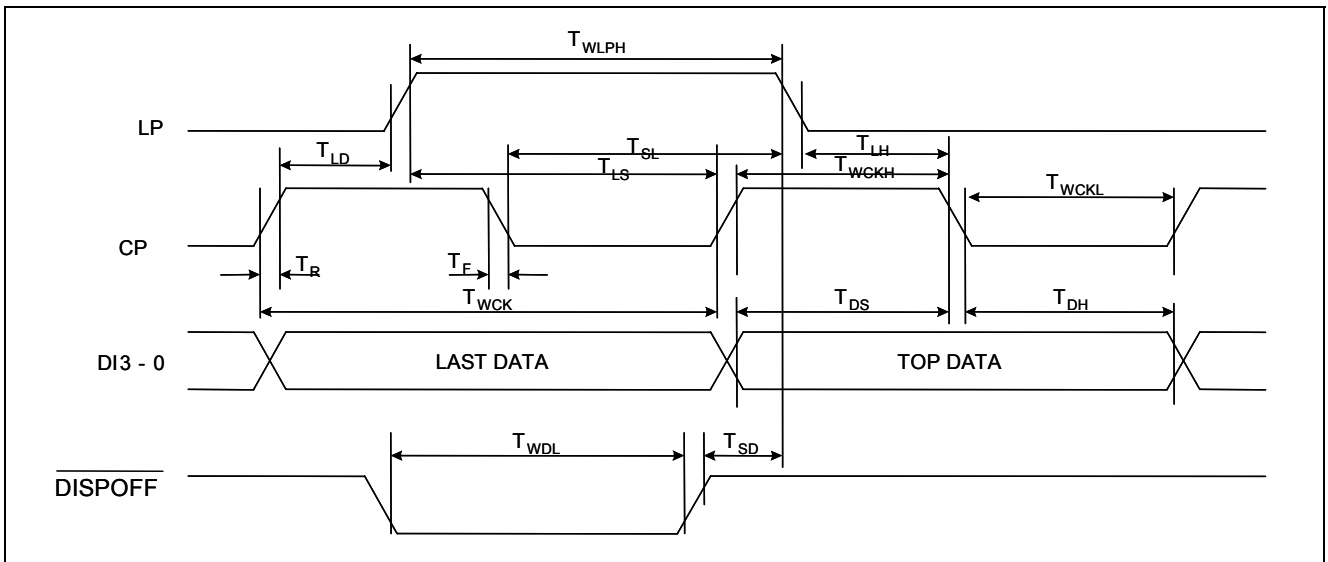 TWLPH
LP
TLD
TSL
TLH
TLS
TWCKH
TWCKL
CP
TR
TF
TWCK
TDS
TDH
DI3 - 0
LAST DATA
TOP DATA
TWDL
TSD
DISPOFF